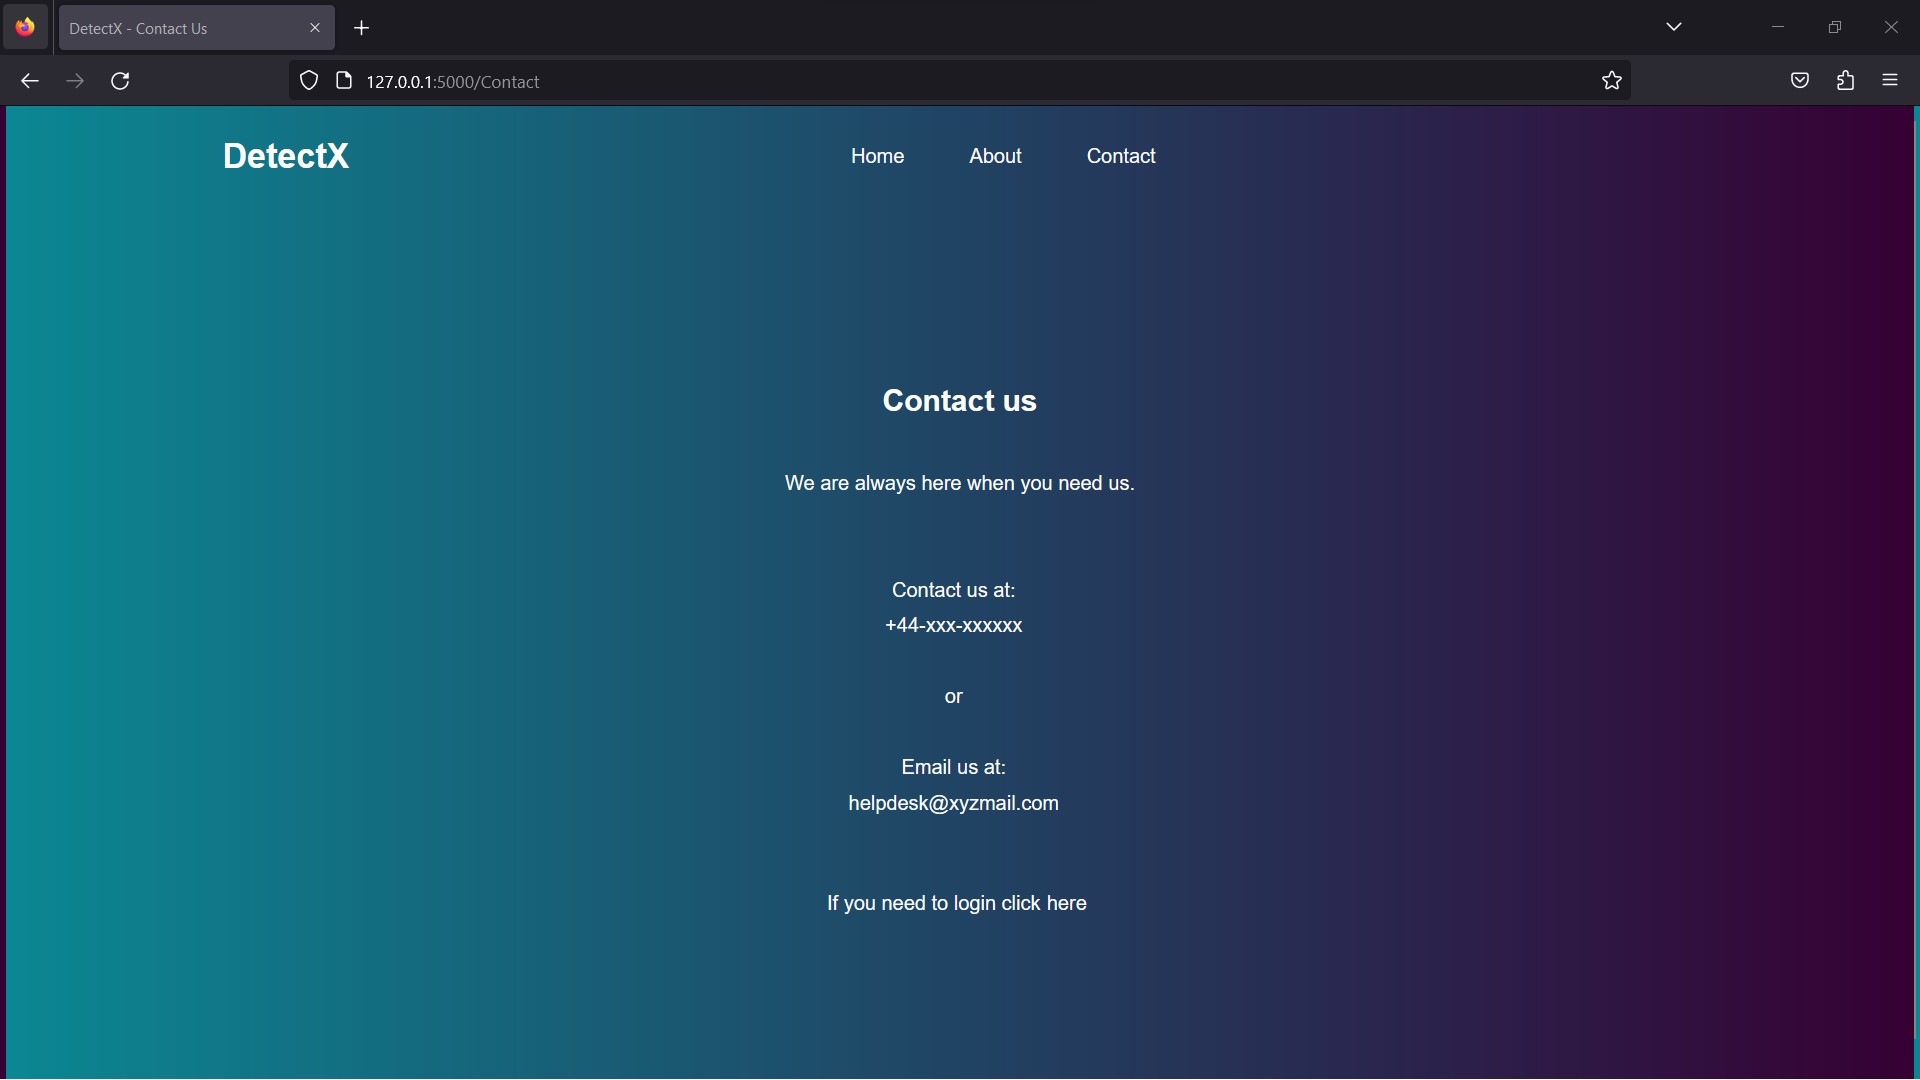 DetectX - Contact Us
127.0.0.1:5000/Contact
DetectX
Home About Contact
Contact us
We are always here when you need us.
Contact us at:
+44-xxx-xxxxxx
or
Email us at:
helpdesk@xyzmail.com
If you need to login click here